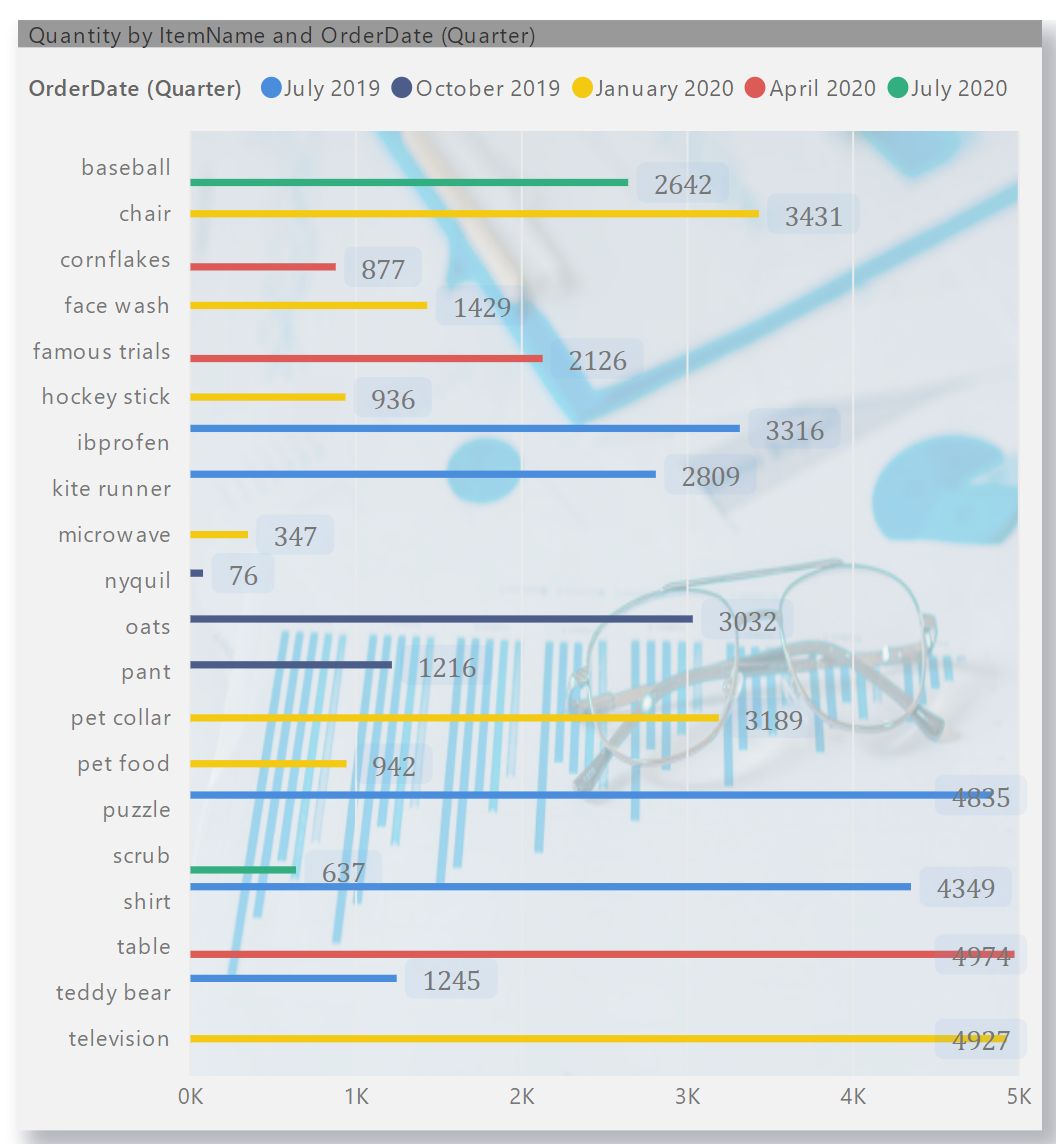 Quantity by ItemName and OrderDate (Quarter)
OrderDate (Quarter) July 2019 October 2019 January 2020 April 2020 July 2020
baseball 2642
chair 3431
cornflakes 877
face wash 1429
famous trials 2126
hockey stick 936
ibprofen 3316
kite runner 2809
microwave 347
nyquil 76
oats 3032
pant 1216
pet collar 3189
pet food 942
puzzle 4835
scrub 637
shirt 4349
table 4974
teddy bear 1245
television 4927
0K 1K 2K 3K 4K 5K